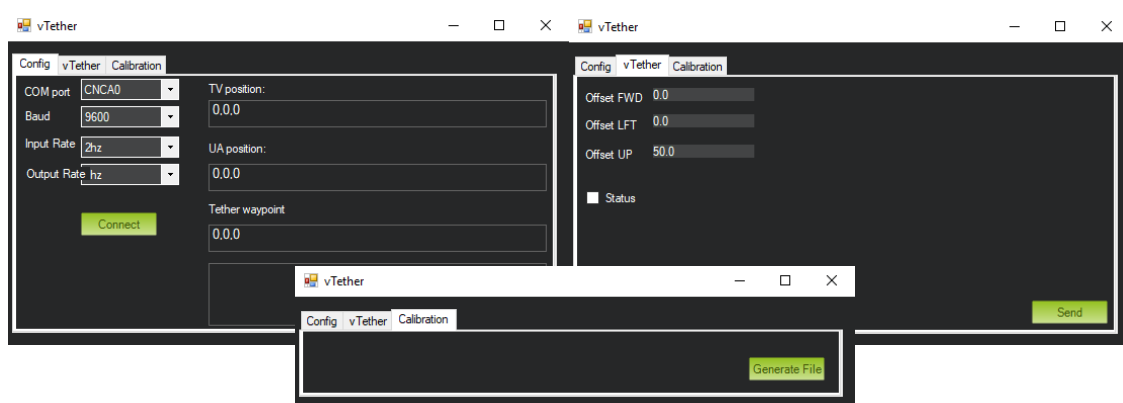 vTether
Config vTether Calibration
COM port CNCA0
Baud 9600
Input Rate 2hz
Output Rate hz
Connect
TV position:
0,0,0
UA position:
0,0,0
Tether waypoint
0,0,0
vTether
Config vTether Calibration
Offset FWD 0.0
Offset LFT 0.0
Offset UP 50.0
Status
Send
vTether
Config vTether Calibration
Generate File